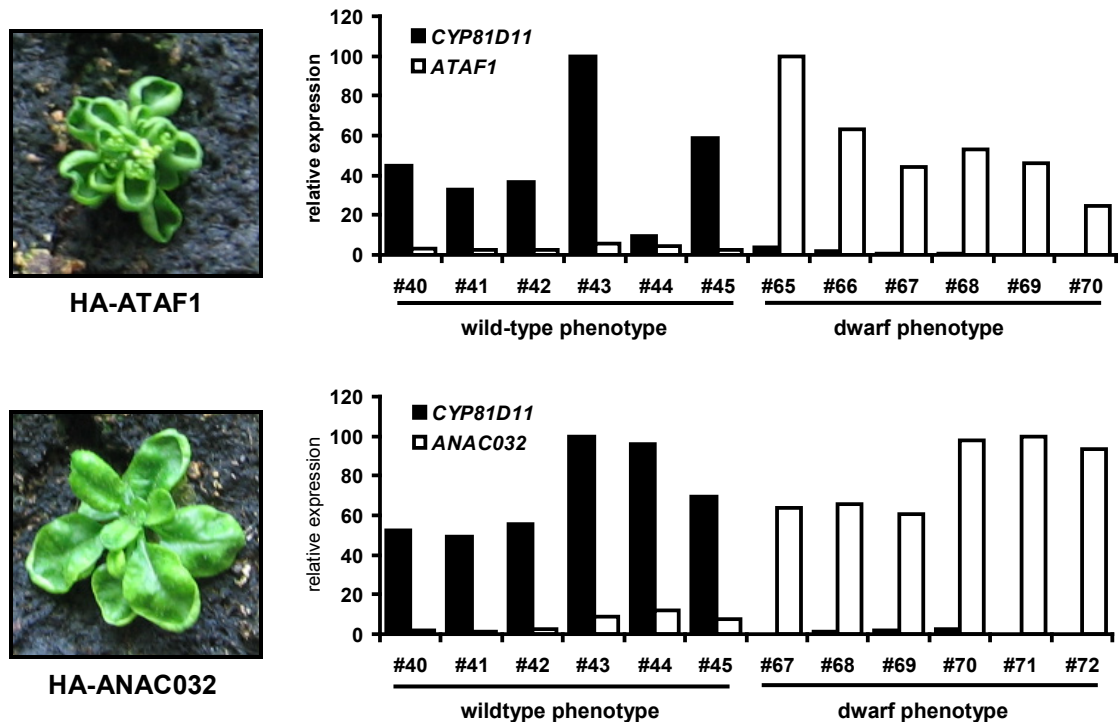 120
100
80
60
40
20
0
relative expression
CYP81D11
ATAF1
#40 #41 #42 #43 #44 #45 #65 #66 #67 #68 #69 #70
wild-type phenotype dwarf phenotype
HA-ATAF1
120
100
80
60
40
20
0
relative expression
CYP81D11
ANAC032
#40 #41 #42 #43 #44 #45 #67 #68 #69 #70 #71 #72
wildtype phenotype dwarf phenotype
HA-ANAC032